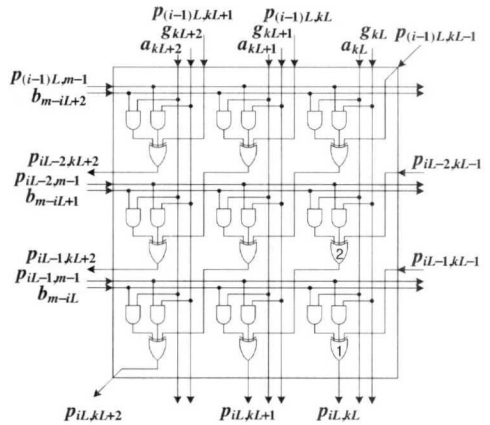 p(i−1)L,kL+1 p(i−1)L,kL
gkL+2 gkL+1 gkL p(i−1)L,kL−1
akL+2 akL+1 akL
p(i−1)L,m−1
bm−iL+2
piL−2,kL+2 piL−2,kL−1
piL−2,m−1
bm−iL+1
2
piL−1,kL+2 piL−1,kL−1
piL−1,m−1
bm−iL
1
piL,kL+2 piL,kL+1 piL,kL